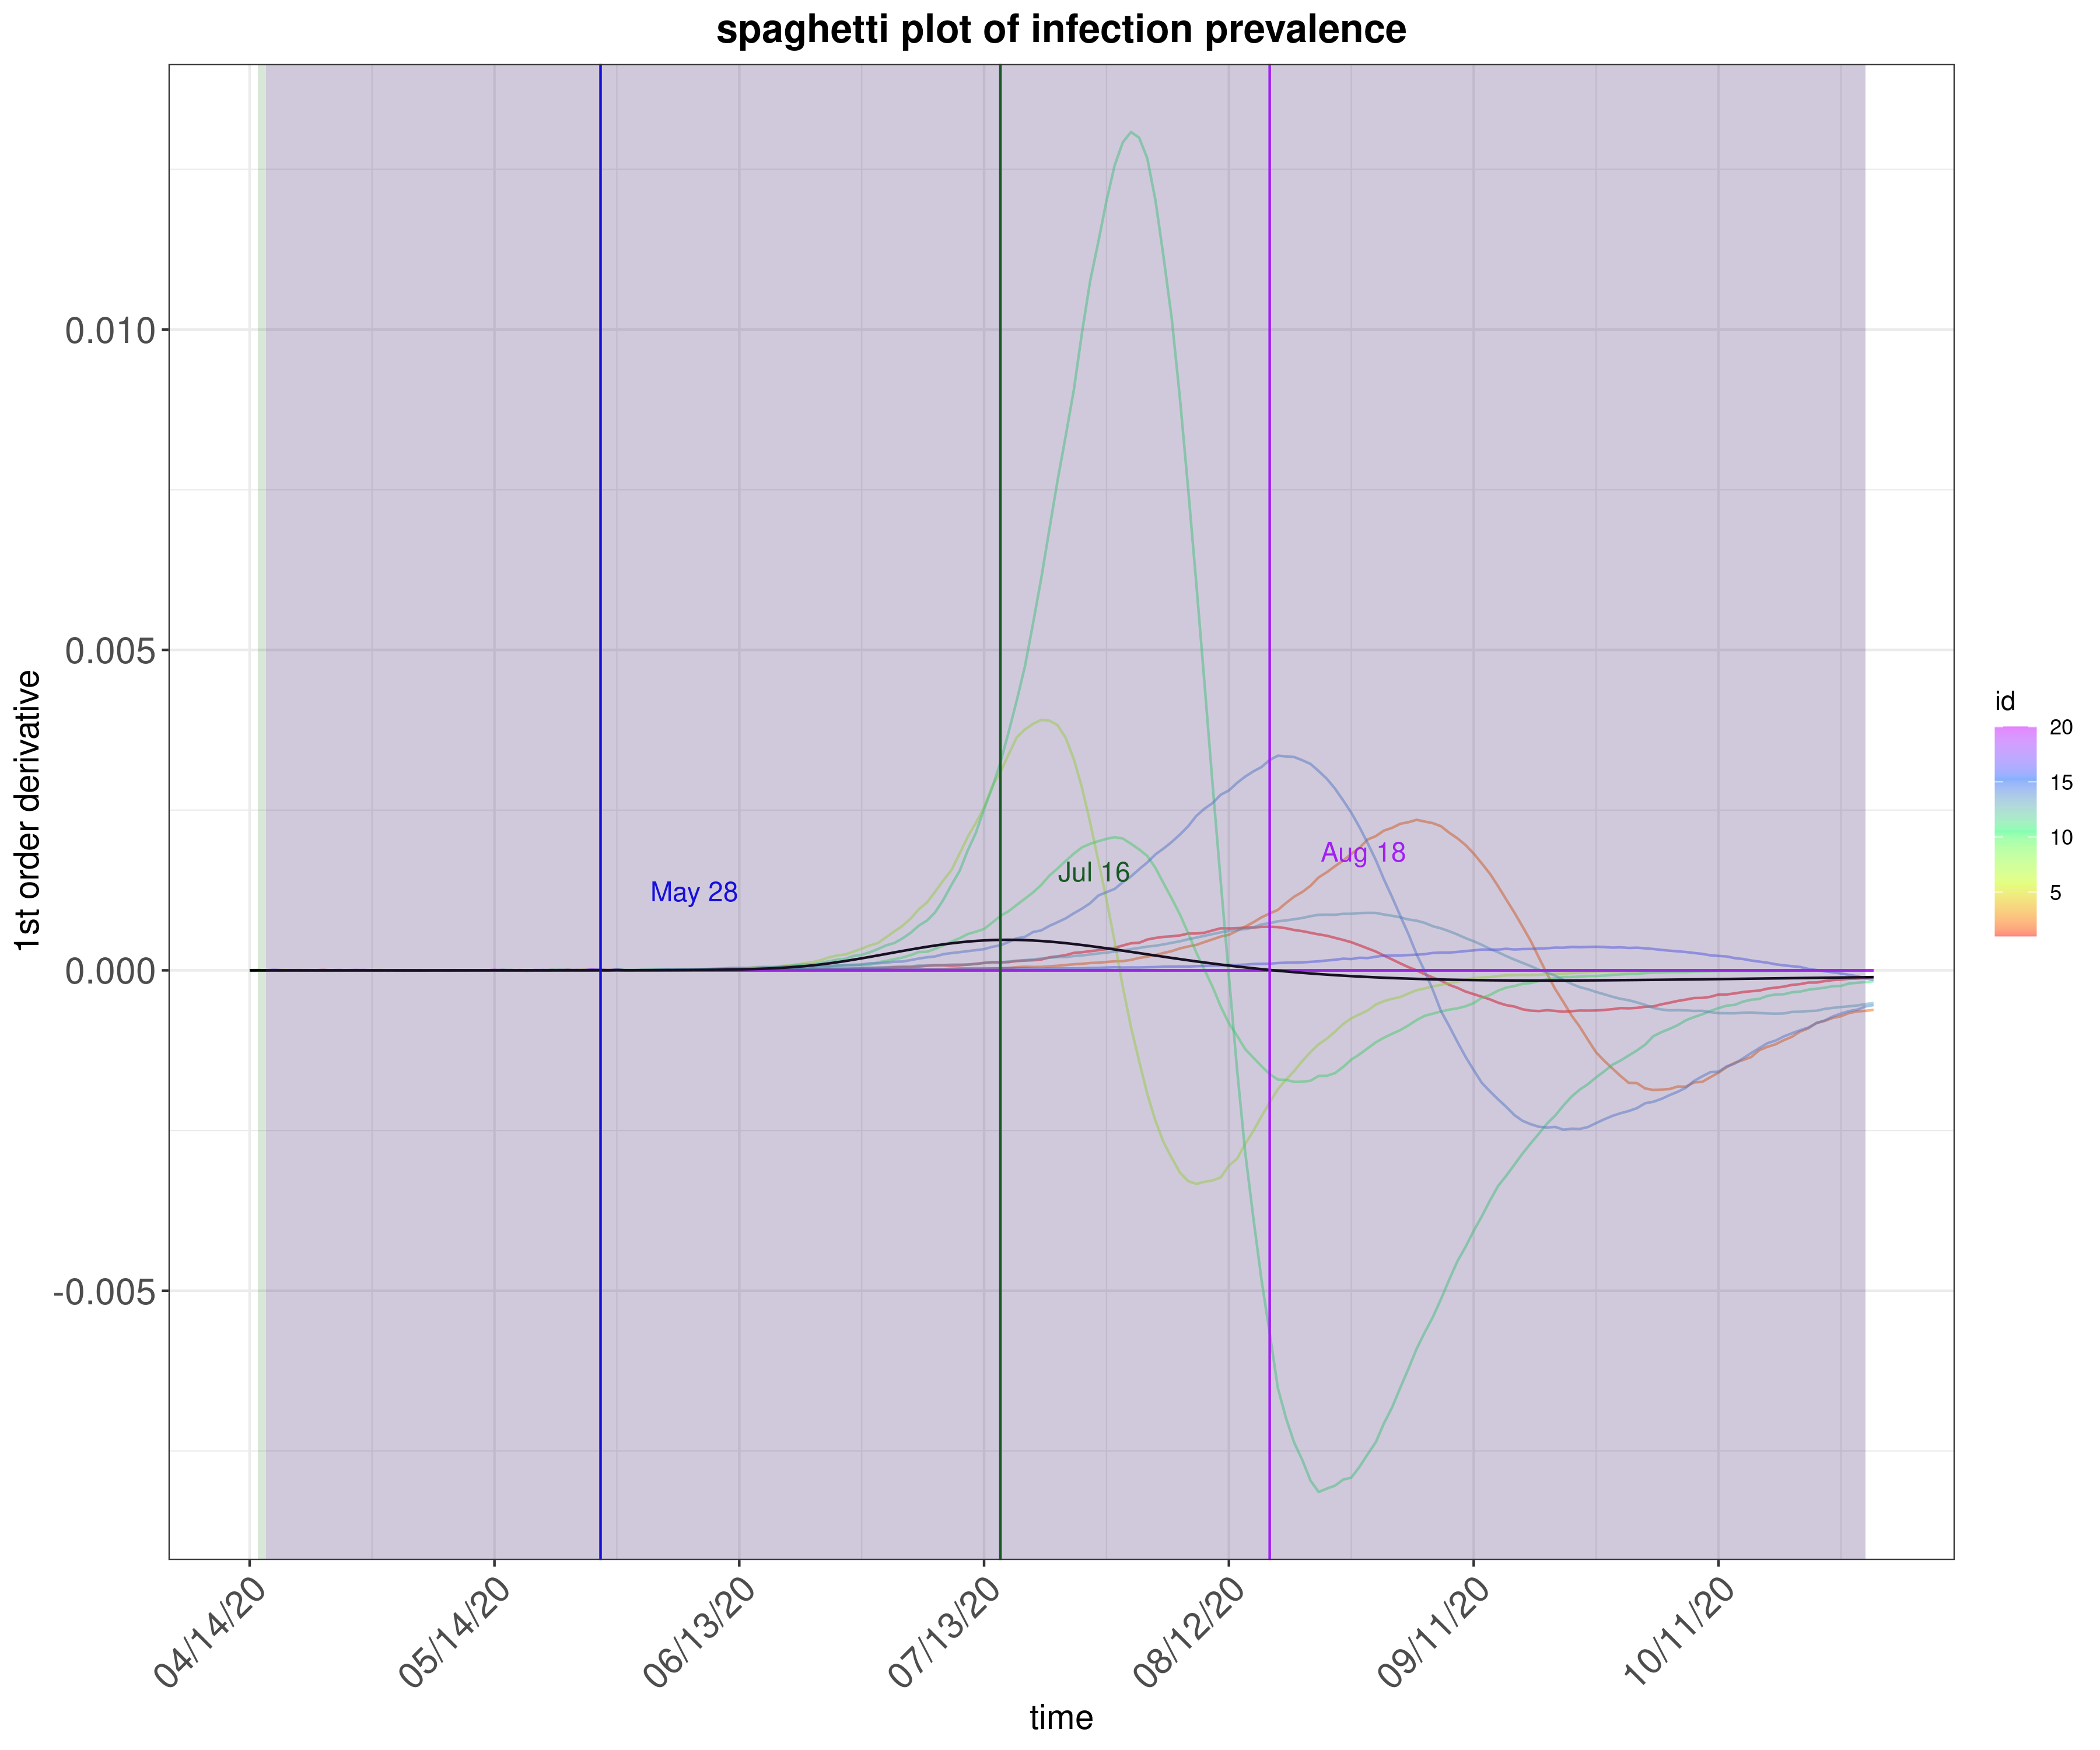 spaghetti plot of infection prevalence
1st order derivative
0.010
0.005
0.000
-0.005
May 28
Jul 16
Aug 18
id
20
15
10
5
04/14/20
05/14/20
06/13/20
07/13/20
08/12/20
09/11/20
10/11/20
time